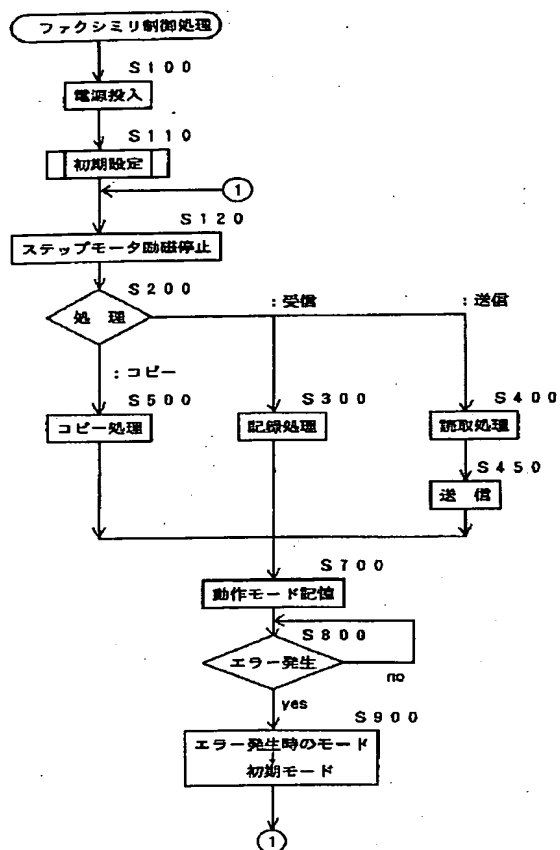 ファクシミリ制御処理
S100
電源投入
S110
初期設定
1
S120
ステップモータ励磁停止
S200
処 理
:受信
:送信
:コピー
S500
コピー処理
S300
記録処理
S400
読取処理
S450
送 信
S700
動作モード記憶
S800
エラー発生
no
yes
S900
エラー発生時のモード
初期モード
1